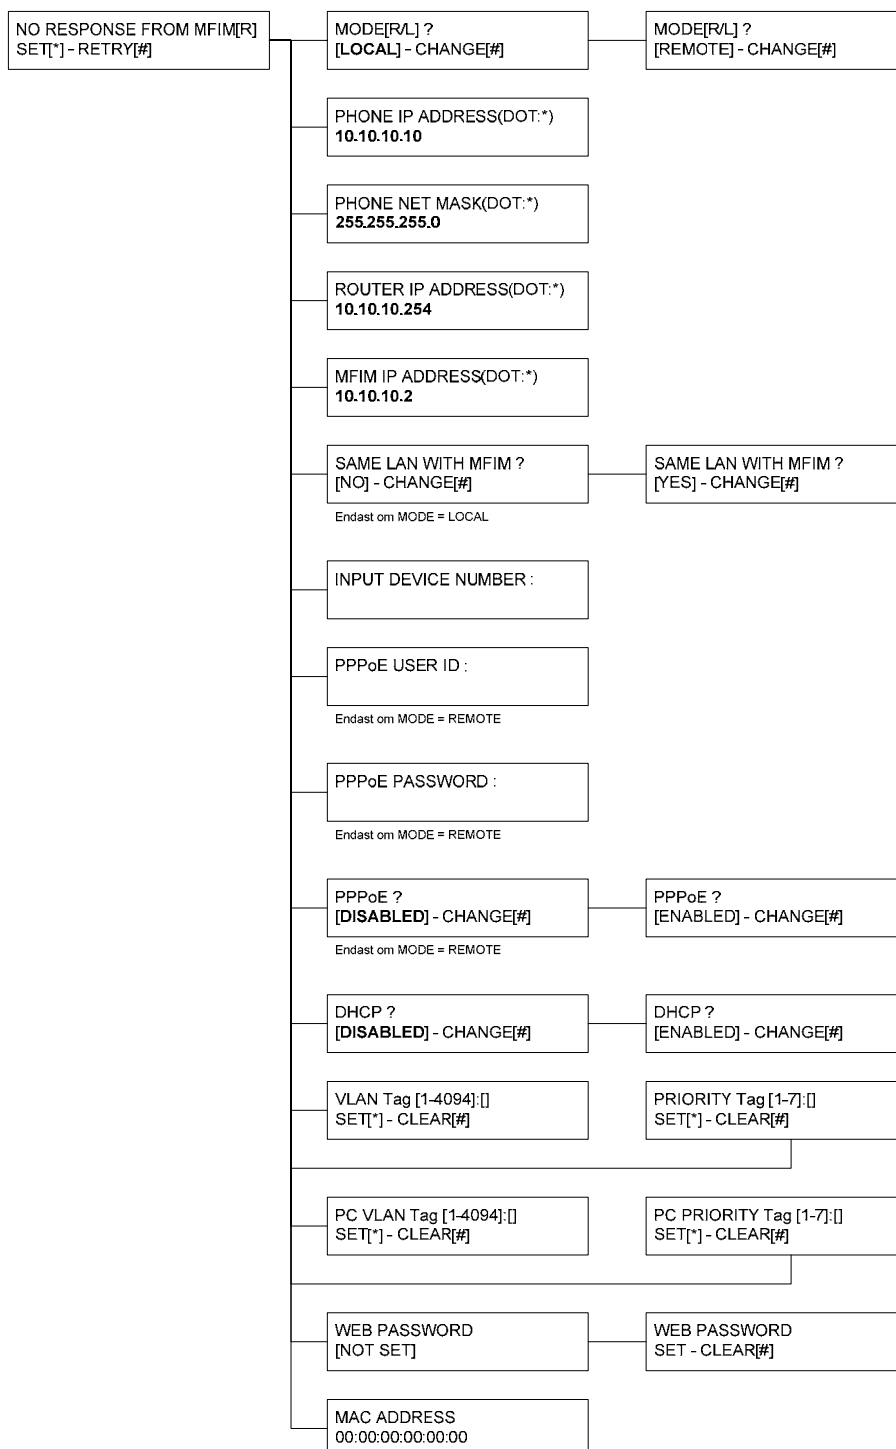 NO RESPONSE FROM MFIM[R]
SET[*] - RETRY[#]
MODE[R/L] ?
[LOCAL] - CHANGE[#]
MODE[R/L] ?
[REMOTE] - CHANGE[#]
PHONE IP ADDRESS(DOT:*)
10.10.10.10
PHONE NET MASK(DOT:*)
255.255.255.0
ROUTER IP ADDRESS(DOT:*)
10.10.10.254
MFIM IP ADDRESS(DOT:*)
10.10.10.2
SAME LAN WITH MFIM ?
[NO] - CHANGE[#]
SAME LAN WITH MFIM ?
[YES] - CHANGE[#]
Endast om MODE = LOCAL
INPUT DEVICE NUMBER :
PPPoE USER ID :
Endast om MODE = REMOTE
PPPoE PASSWORD :
Endast om MODE = REMOTE
PPPoE ?
[DISABLED] - CHANGE[#]
PPPoE ?
[ENABLED] - CHANGE[#]
Endast om MODE = REMOTE
DHCP ?
[DISABLED] - CHANGE[#]
DHCP ?
[ENABLED] - CHANGE[#]
VLAN Tag [1-4094]:[]
SET[*] - CLEAR[#]
PRIORITY Tag [1-7]:[]
SET[*] - CLEAR[#]
PC VLAN Tag [1-4094]:[]
SET[*] - CLEAR[#]
PC PRIORITY Tag [1-7]:[]
SET[*] - CLEAR[#]
WEB PASSWORD
[NOT SET]
WEB PASSWORD
SET - CLEAR[#]
MAC ADDRESS
00:00:00:00:00:00